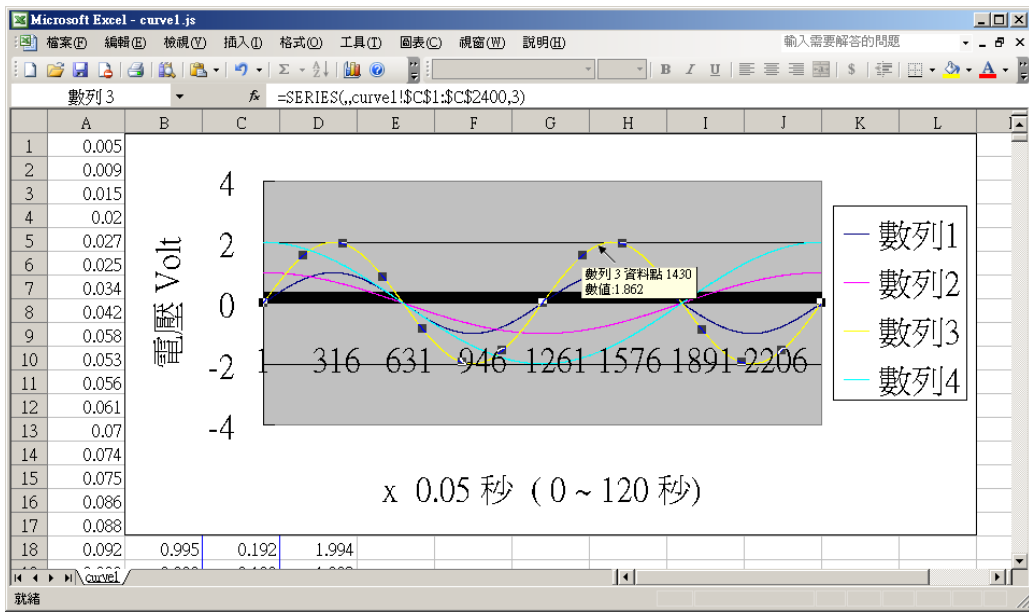 Microsoft Excel - curve1.js
檔案(F) 編輯(E) 檢視(V) 插入(I) 格式(O) 工具(T) 圖表(C) 視窗(W) 說明(H) 輸入需要解答的問題
數列 3 fx =SERIES(,,curve1!$C$1:$C$2400,3)
A B C D E F G H I J K L
1 0.005
2 0.009
3 0.015
4 0.02
5 0.027
6 0.025
7 0.034
8 0.042
9 0.058
10 0.053
11 0.056
12 0.061
13 0.07
14 0.074
15 0.075
16 0.086
17 0.088
18 0.092 0.995 0.192 1.994
電壓 Volt
4
2
0
-2
-4
1 316 631 946 1261 1576 1891 2206
數列 3 資料點 1430
數值:1.862
x 0.05 秒 ( 0 ~ 120 秒)
數列1
數列2
數列3
數列4
curve1
就緒